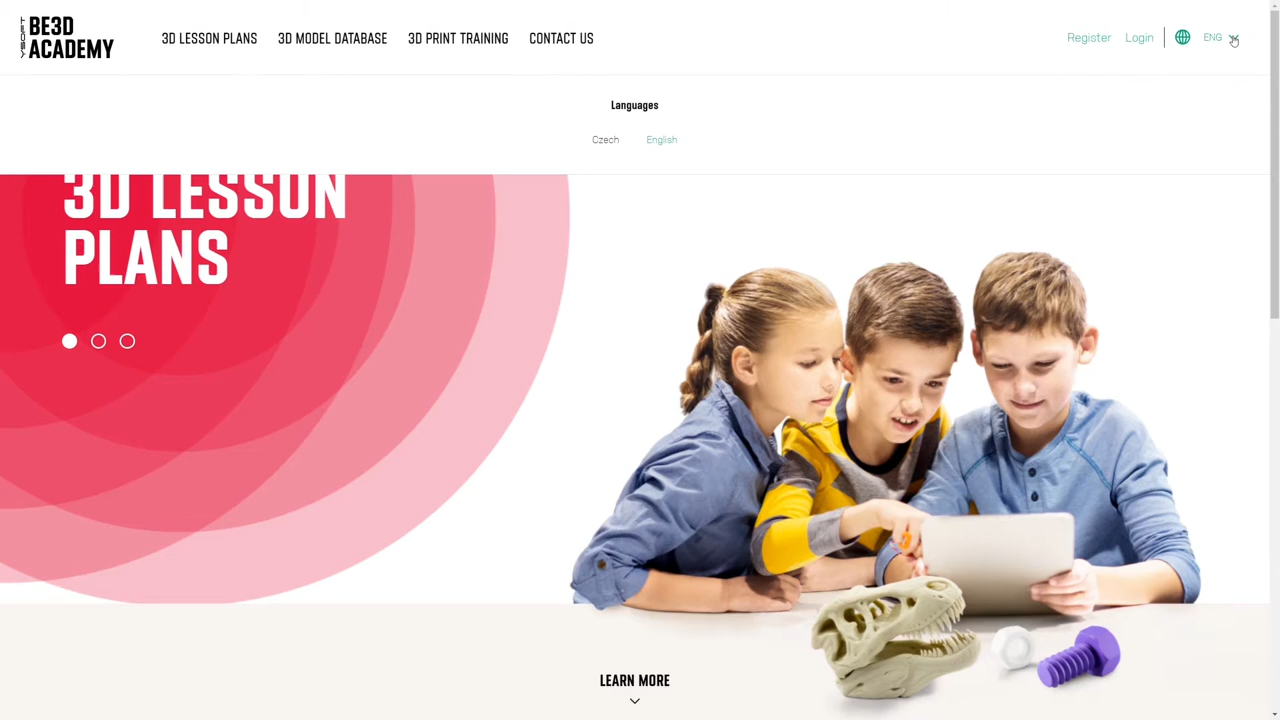 YSOFT
BE3D
ACADEMY
3D LESSON PLANS
3D MODEL DATABASE
3D PRINT TRAINING
CONTACT US
Register
Login
ENG
Languages
Czech
English
3D LESSON
PLANS
LEARN MORE